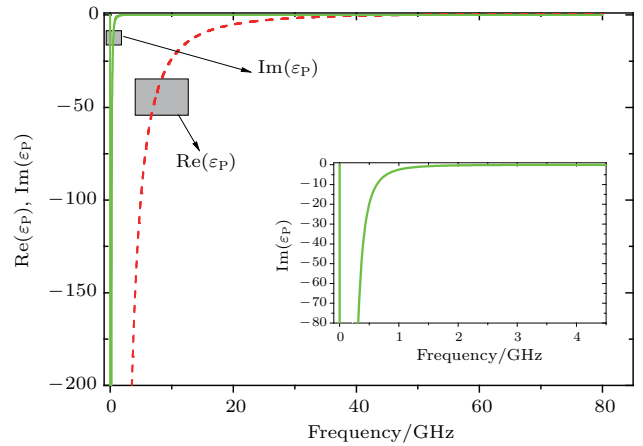 0
−50
−100
−150
−200
Re(εP), Im(εP)
Im(εP)
Re(εP)
0
−10
−20
−30
−40
−50
−60
−70
−80
Im(εP)
0 1 2 3 4
Frequency/GHz
0 20 40 60 80
Frequency/GHz